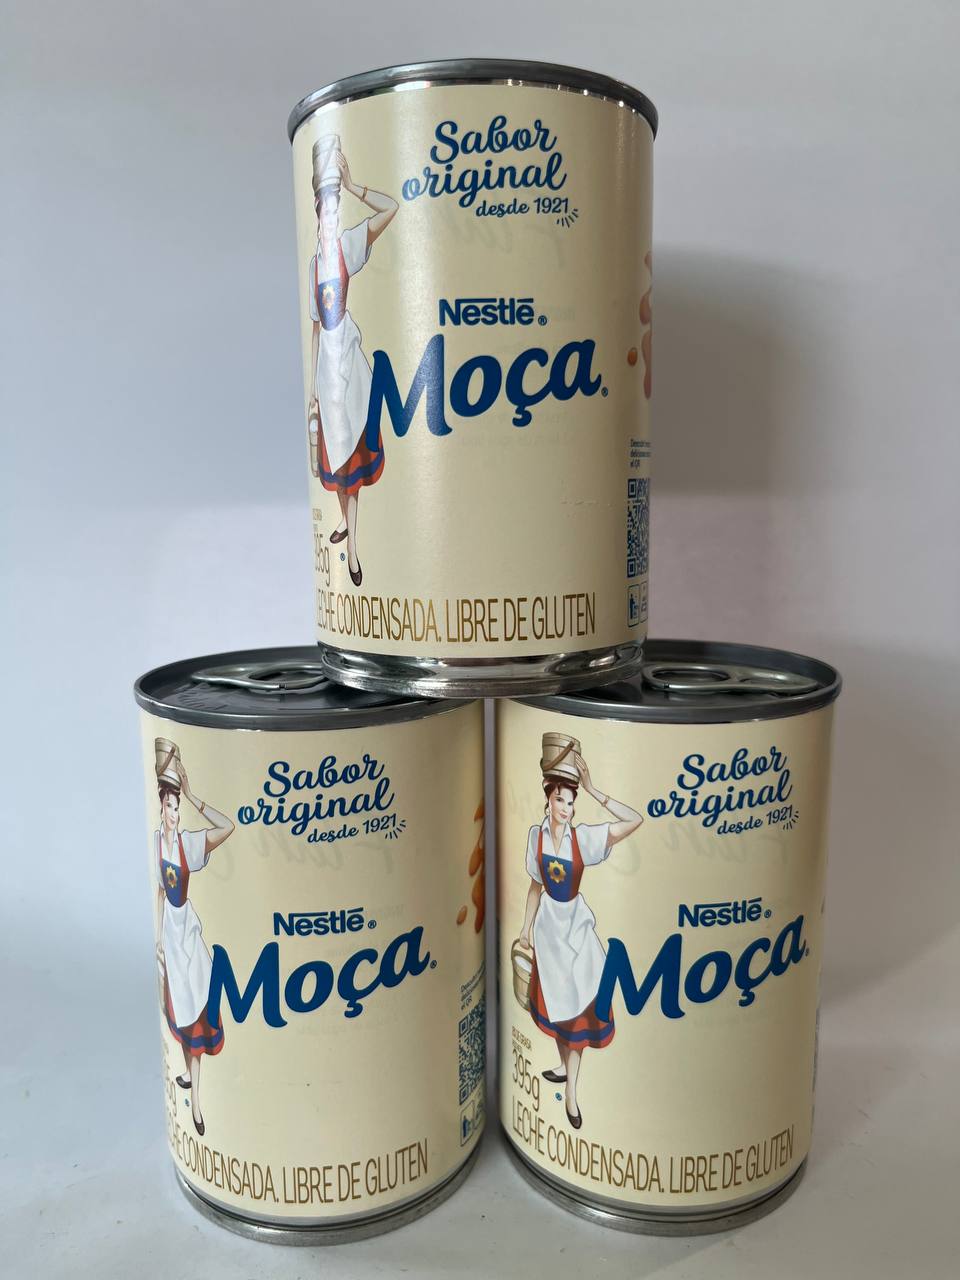 Sabor
original
desde 1921
Nestlé®
Moça®
LECHE CONDENSADA. LIBRE DE GLUTEN
Sabor
original
desde 1921
Nestlé®
Moça®
CONDENSADA. LIBRE DE GLUTEN
Sabor
original
desde 1921
Nestlé®
Moça®
395g
LECHE CONDENSADA. LIBRE DE GLUTEN